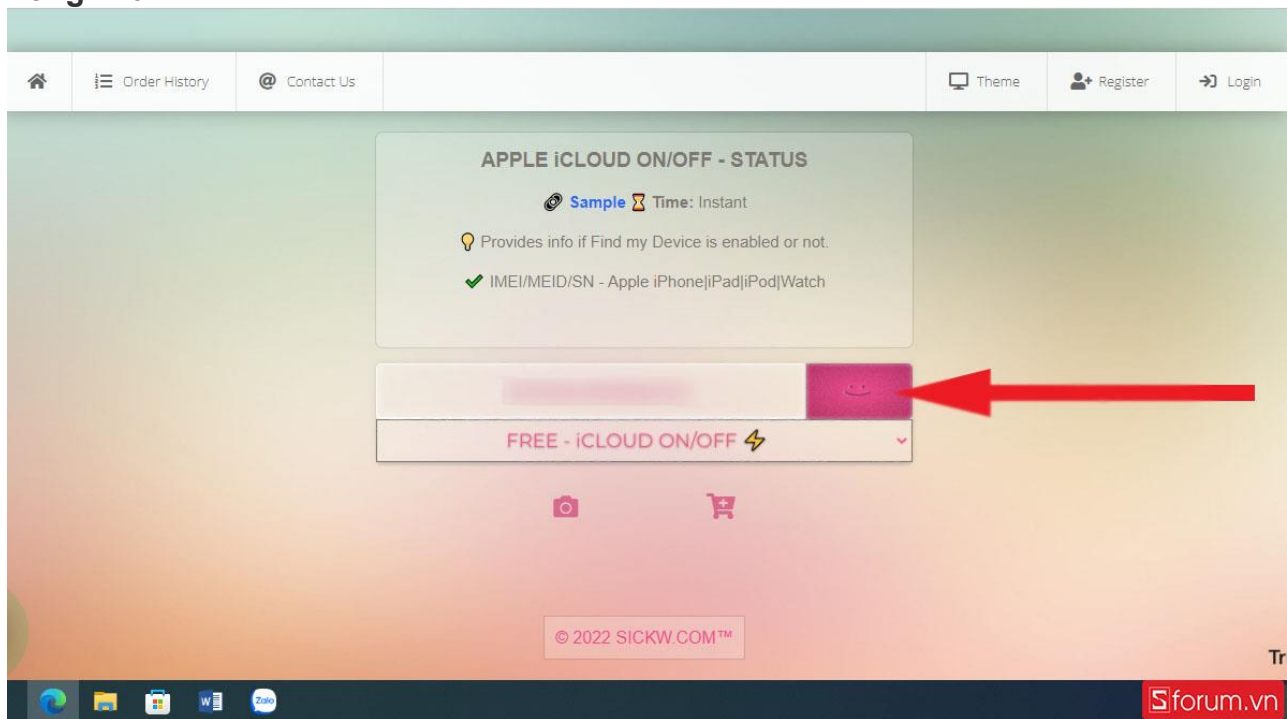 Order History
@ Contact Us
Theme
Register
Login
APPLE iCLOUD ON/OFF - STATUS
Sample Time: Instant
Provides info if Find my Device is enabled or not.
IMEI/MEID/SN - Apple iPhone|iPad|iPod|Watch
FREE - iCLOUD ON/OFF
© 2022 SICKW.COM™
Tr
W
Zalo
Sforum.vn